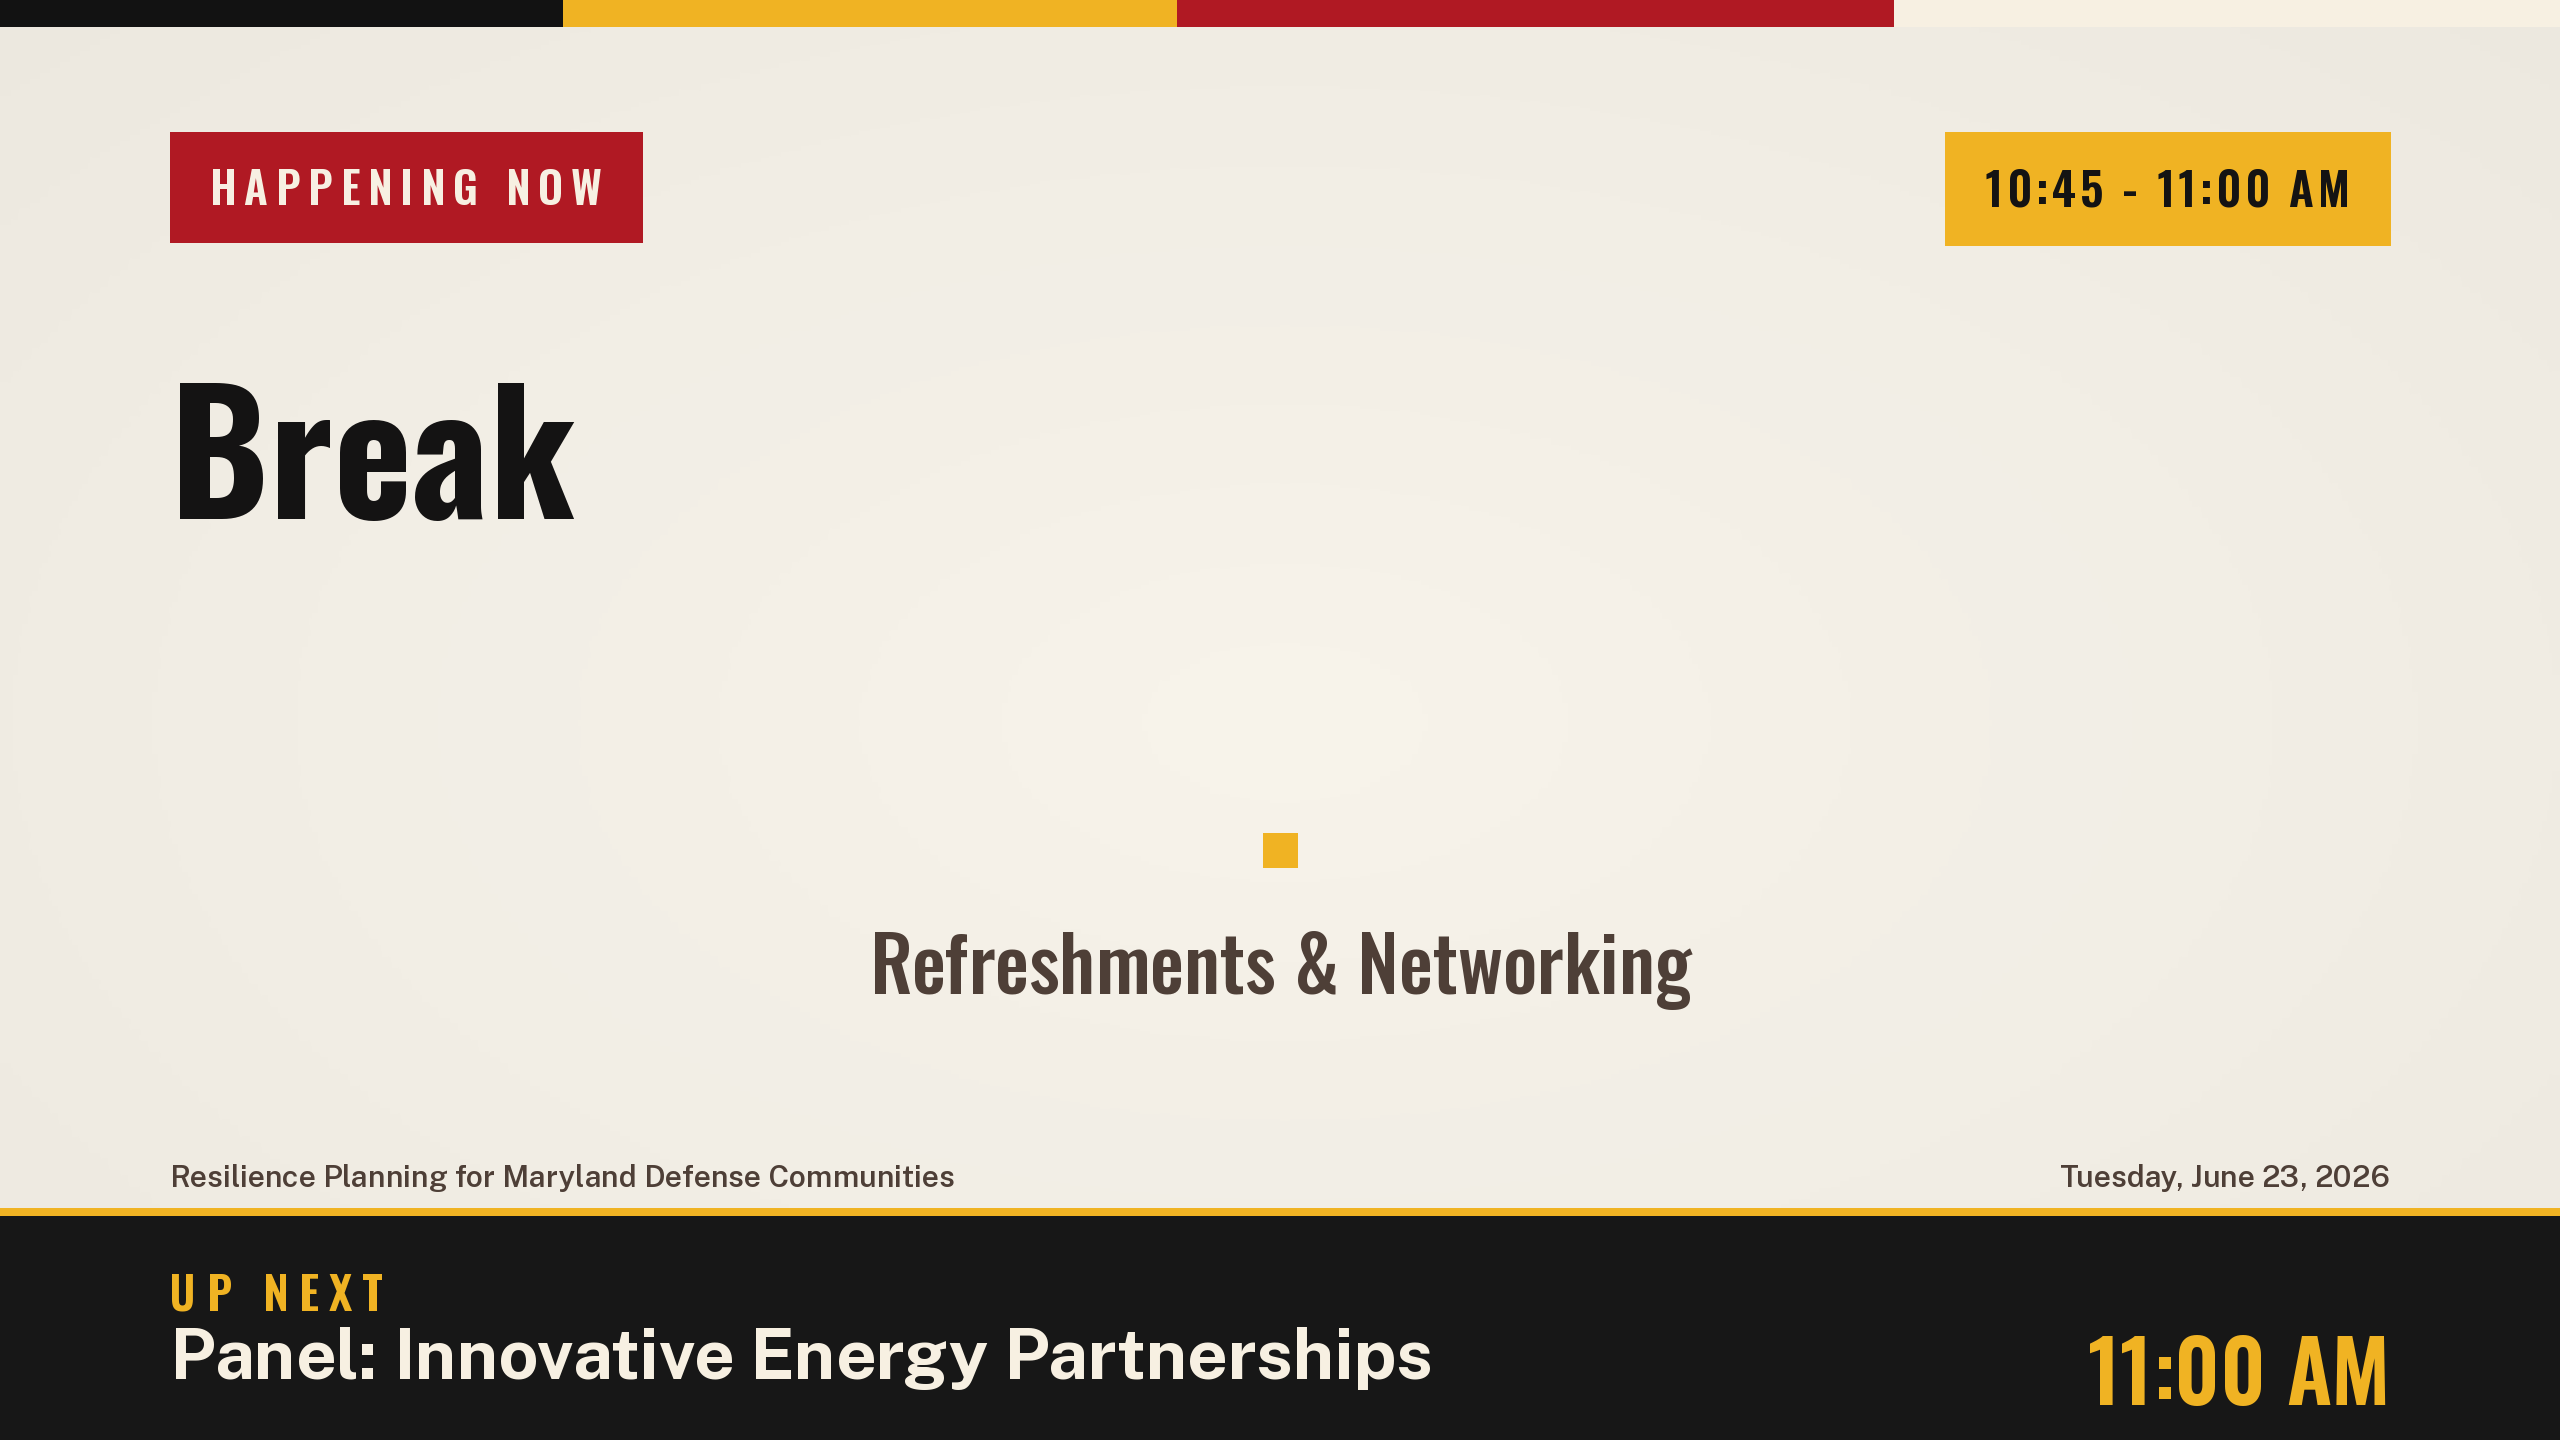 HAPPENING NOW
10:45 - 11:00 AM
Break
Refreshments & Networking
Resilience Planning for Maryland Defense Communities
Tuesday, June 23, 2026
UP NEXT
Panel: Innovative Energy Partnerships
11:00 AM